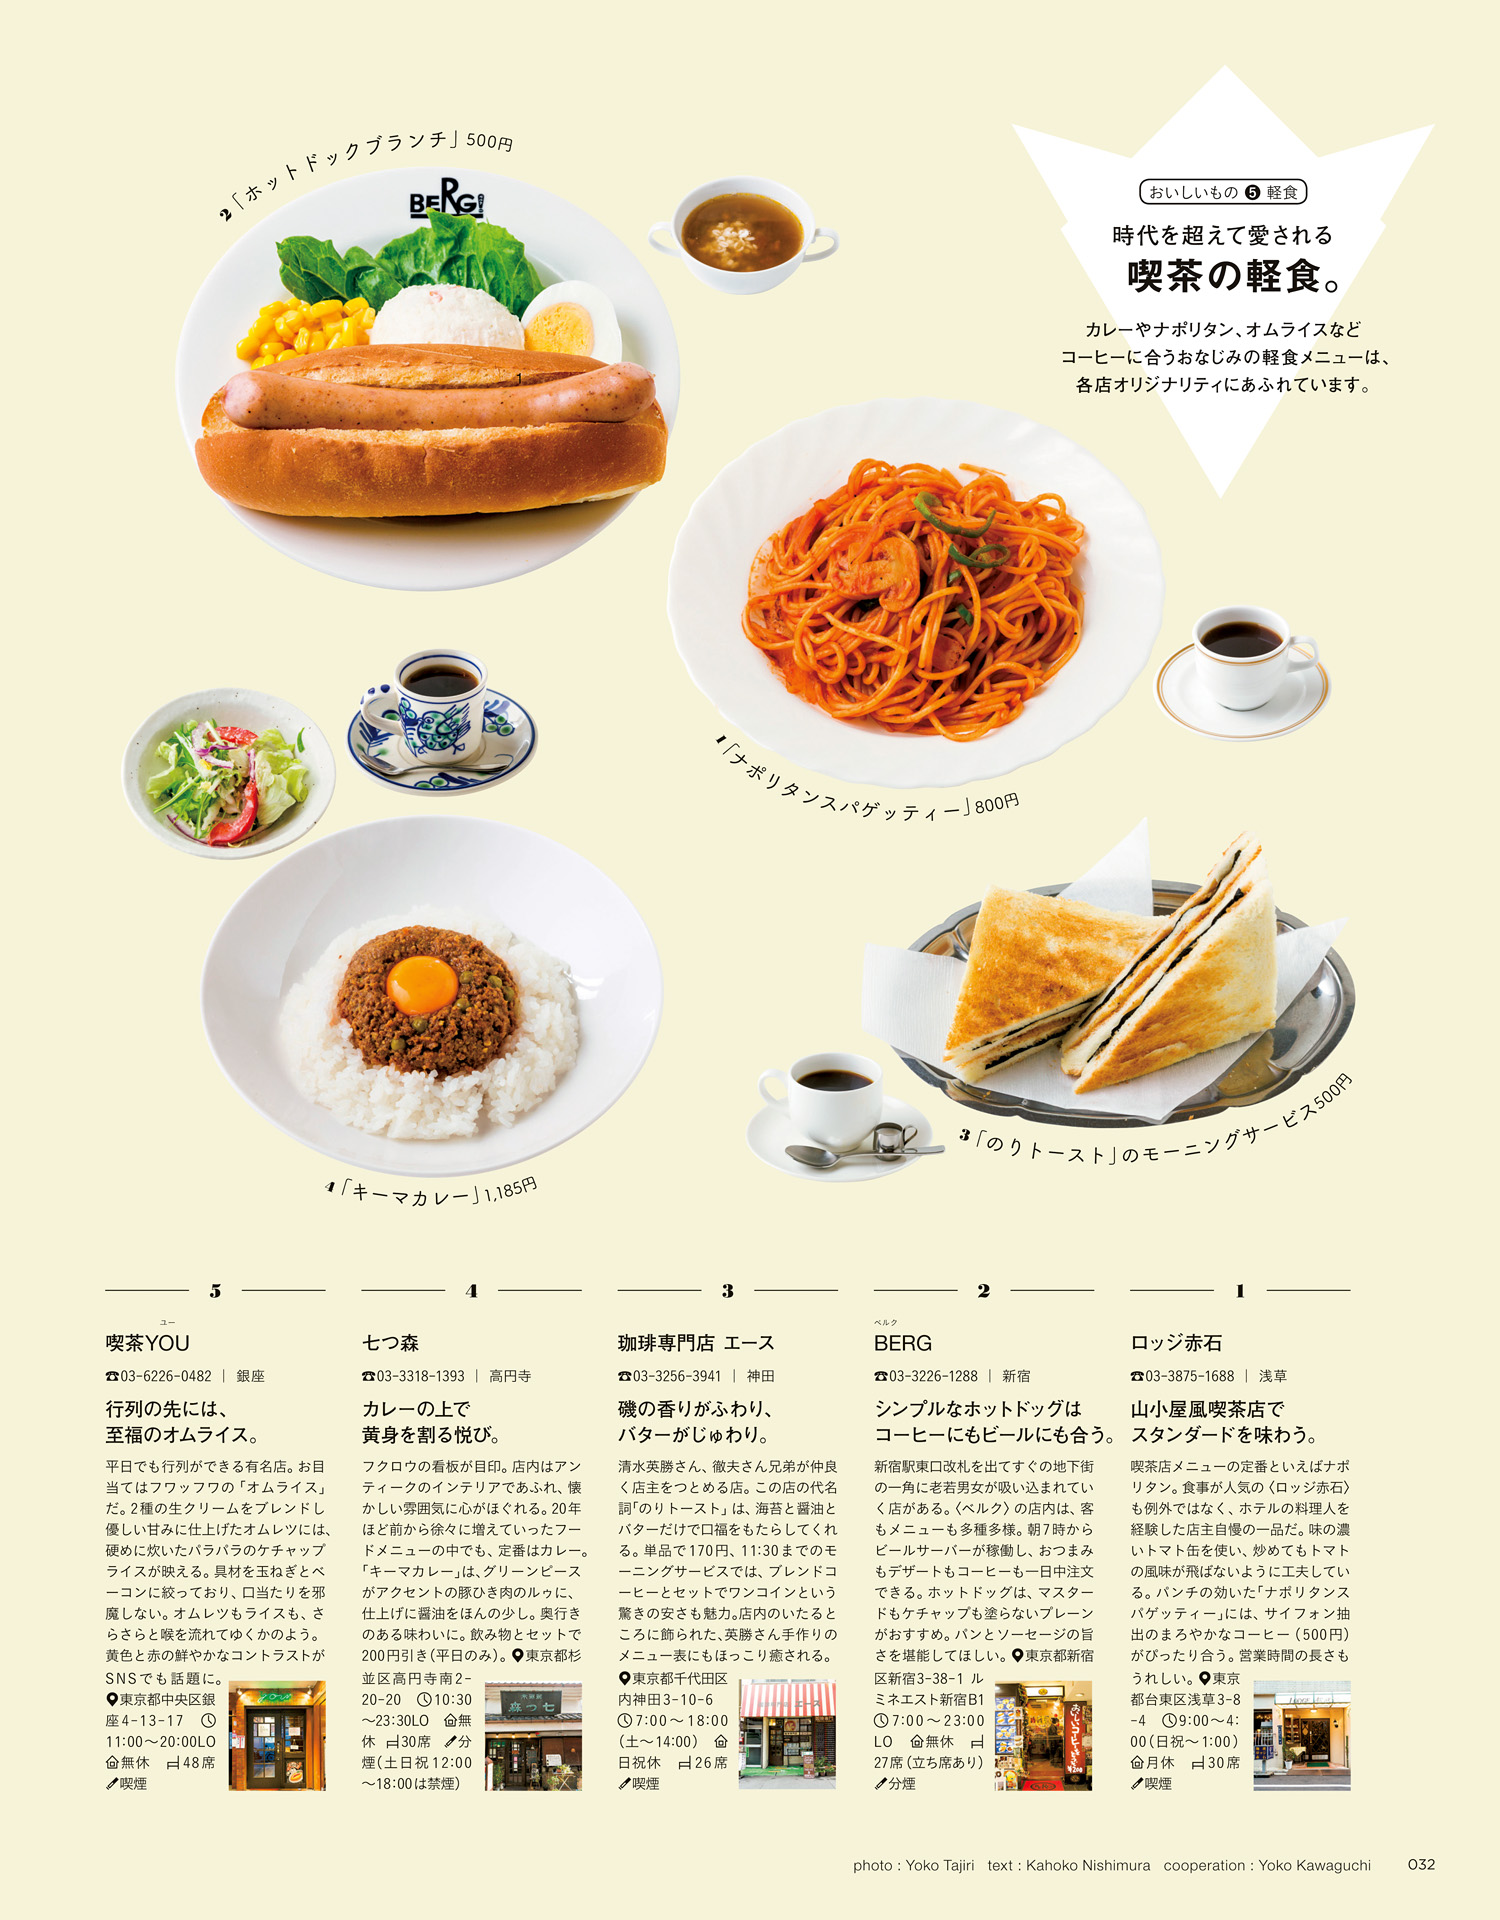 おいしいもの ❺ 軽食
時代を超えて愛される
喫茶の軽食。
カレーやナポリタン、オムライスなど
コーヒーに合うおなじみの軽食メニューは、
各店オリジナリティにあふれています。
2「ホットドックブランチ」500円
BERG!
1
1「ナポリタンスパゲッティー」800円
3「のりトースト」のモーニングサービス500円
4「キーマカレー」1,185円
1
ロッジ赤石
☎03-3875-1688 | 浅草
山小屋風喫茶店で
スタンダードを味わう。
喫茶店メニューの定番といえばナポ
リタン。食事が人気の〈ロッジ赤石〉
も例外ではなく、ホテルの料理人を
経験した店主自慢の一品だ。味の濃
いトマト缶を使い、炒めてもトマト
の風味が飛ばないように工夫してい
る。パンチの効いた「ナポリタンス
パゲッティー」には、サイフォン抽
出のまろやかなコーヒー（500円）
がぴったり合う。営業時間の長さも
うれしい。東京
都台東区浅草3-8
-4 9:00〜4:
00（日祝〜1:00）
月休 30席
喫煙
2
ベルク
BERG
☎03-3226-1288 | 新宿
シンプルなホットドッグは
コーヒーにもビールにも合う。
新宿駅東口改札を出てすぐの地下街
の一角に老若男女が吸い込まれてい
く店がある。〈ベルク〉の店内は、客
もメニューも多種多様。朝7時から
ビールサーバーが稼働し、おつまみ
もデザートもコーヒーも一日中注文
できる。ホットドッグは、マスター
ドもケチャップも塗らないプレーン
がおすすめ。パンとソーセージの旨
さを堪能してほしい。東京都新宿
区新宿3-38-1 ル
ミネエスト新宿B1
7:00〜23:00
LO 無休
27席（立ち席あり）
分煙
3
珈琲専門店 エース
☎03-3256-3941 | 神田
磯の香りがふわり、
バターがじゅわり。
清水英勝さん、徹夫さん兄弟が仲良
く店主をつとめる店。この店の代名
詞「のりトースト」は、海苔と醤油と
バターだけで口福をもたらしてくれ
る。単品で170円、11:30までのモ
ーニングサービスでは、ブレンドコ
ーヒーとセットでワンコインという
驚きの安さも魅力。店内のいたると
ころに飾られた、英勝さん手作りの
メニュー表にもほっこり癒される。
東京都千代田区
内神田3-10-6
7:00〜18:00
（土〜14:00）
日祝休 26席
喫煙
4
七つ森
☎03-3318-1393 | 高円寺
カレーの上で
黄身を割る悦び。
フクロウの看板が目印。店内はアン
ティークのインテリアであふれ、懐
かしい雰囲気に心がほぐれる。20年
ほど前から徐々に増えていったフー
ドメニューの中でも、定番はカレー。
「キーマカレー」は、グリーンピース
がアクセントの豚ひき肉のルゥに、
仕上げに醤油をほんの少し。奥行き
のある味わいに。飲み物とセットで
200円引き（平日のみ）。東京都杉
並区高円寺南2-
20-20 10:30
〜23:30LO 無
休 30席 分
煙（土日祝12:00
〜18:00は禁煙）
5
ユー
喫茶YOU
☎03-6226-0482 | 銀座
行列の先には、
至福のオムライス。
平日でも行列ができる有名店。お目
当てはフワッフワの「オムライス」
だ。2種の生クリームをブレンドし
優しい甘みに仕上げたオムレツには、
硬めに炊いたパラパラのケチャップ
ライスが映える。具材を玉ねぎとベ
ーコンに絞っており、口当たりを邪
魔しない。オムレツもライスも、さ
らさらと喉を流れてゆくかのよう。
黄色と赤の鮮やかなコントラストが
SNSでも話題に。
東京都中央区銀
座4-13-17
11:00〜20:00LO
無休 48席
喫煙
photo : Yoko Tajiri text : Kahoko Nishimura cooperation : Yoko Kawaguchi 032